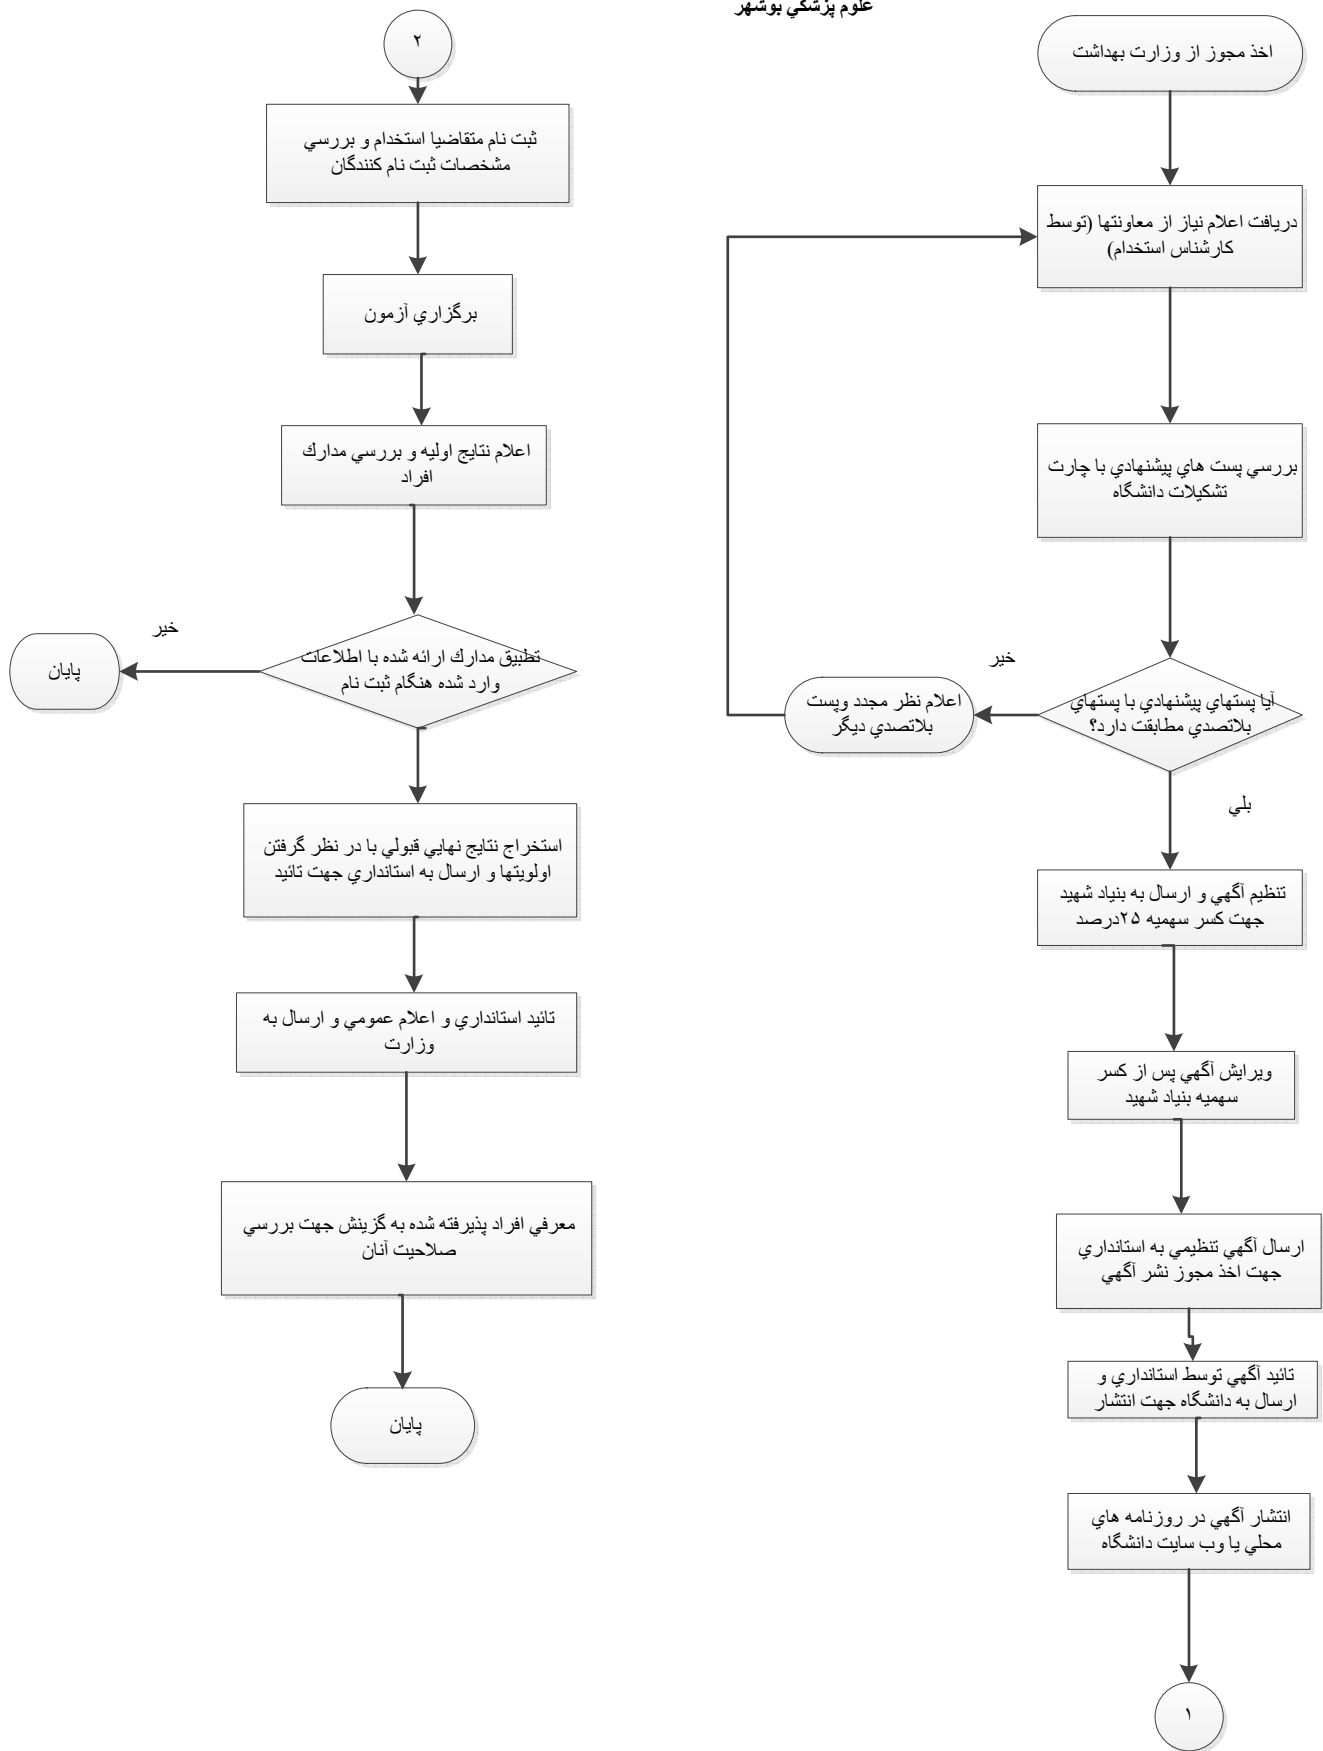 علوم پزشكي بوشهر
اخذ مجوز از وزارت بهداشت
دريافت اعلام نياز از معاونتها (توسط
كارشناس استخدام)
بررسي پست هاي پيشنهادي با چارت
تشكيلات دانشگاه
آيا پستهاي پيشنهادي با پستهاي
بلاتصدي مطابقت دارد؟
خير
اعلام نظر مجدد وپست
بلاتصدي ديگر
بلي
تنظيم آگهي و ارسال به بنياد شهيد
جهت كسر سهميه ۲۵درصد
ويرايش آگهي پس از كسر
سهميه بنياد شهيد
ارسال آگهي تنظيمي به استانداري
جهت اخذ مجوز نشر آگهي
تائيد آگهي توسط استانداري و
ارسال به دانشگاه جهت انتشار
انتشار آگهي در روزنامه هاي
محلي يا وب سايت دانشگاه
۱
۲
ثبت نام متقاضيا استخدام و بررسي
مشخصات ثبت نام كنندگان
برگزاري آزمون
اعلام نتايج اوليه و بررسي مدارك
افراد
تطبيق مدارك ارائه شده با اطلاعات
وارد شده هنگام ثبت نام
خير
پايان
استخراج نتايج نهايي قبولي با در نظر گرفتن
اولويتها و ارسال به استانداري جهت تائيد
تائيد استانداري و اعلام عمومي و ارسال به
وزارت
معرفي افراد پذيرفته شده به گزينش جهت بررسي
صلاحيت آنان
پايان